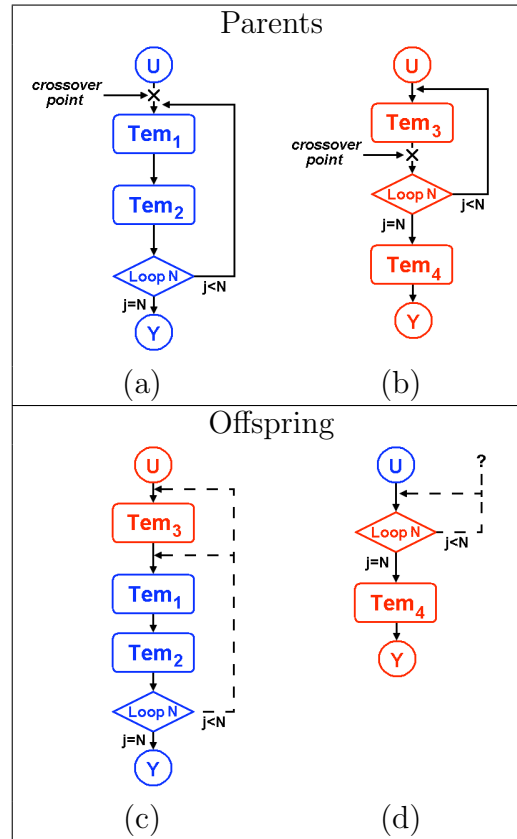 Parents
U
crossover
point
Tem1
Tem2
Loop N
j<N
j=N
Y
(a)
U
Tem3
crossover
point
Loop N
j<N
j=N
Tem4
Y
(b)
Offspring
U
Tem3
Tem1
Tem2
Loop N
j<N
j=N
Y
(c)
U
?
Loop N
j<N
j=N
Tem4
Y
(d)